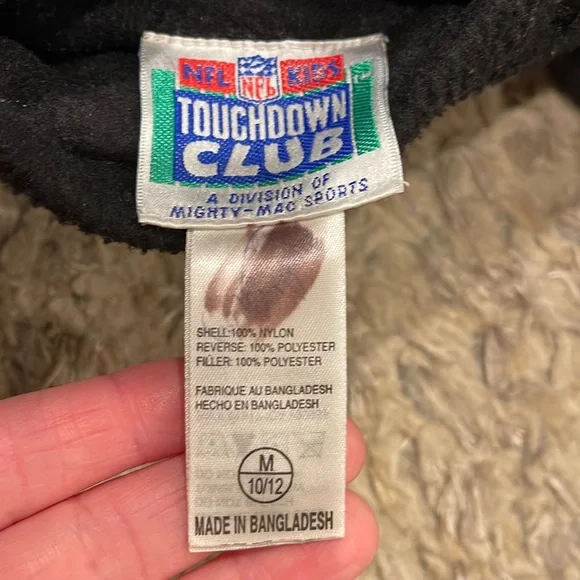 NFL NFL KIDS
TOUCHDOWN
CLUB
A DIVISION OF
MIGHTY-MAC SPORTS
SHELL:100% NYLON
REVERSE: 100% POLYESTER
FILLER: 100% POLYESTER
FABRIQUE AU BANGLADESH
HECHO EN BANGLADESH
M
10/12
MADE IN BANGLADESH